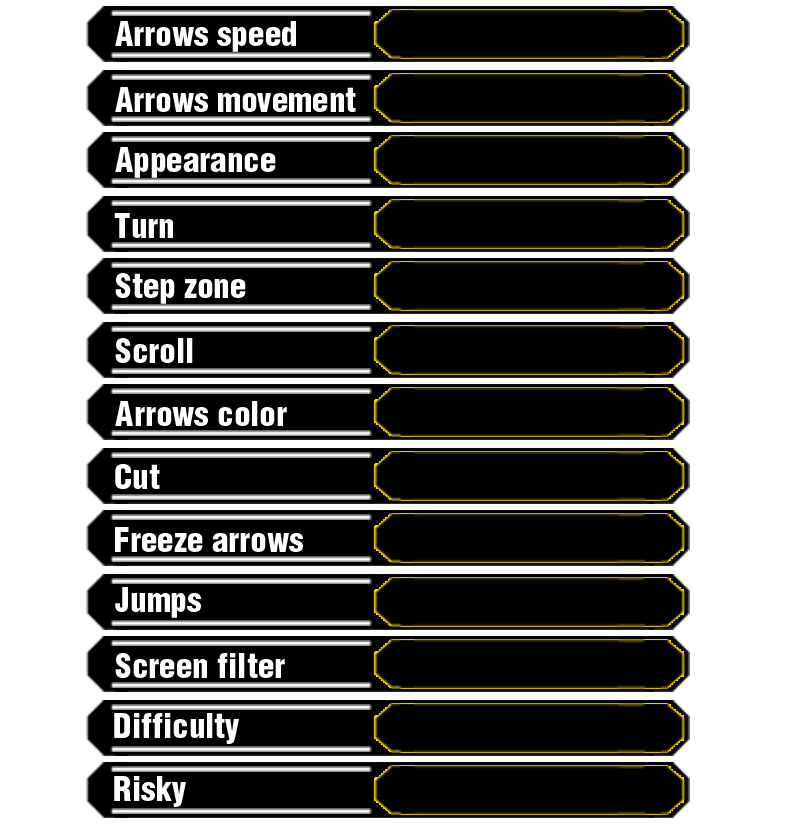 Arrows speed
Arrows movement
Appearance
Turn
Step zone
Scroll
Arrows color
Cut
Freeze arrows
Jumps
Screen filter
Difficulty
Risky